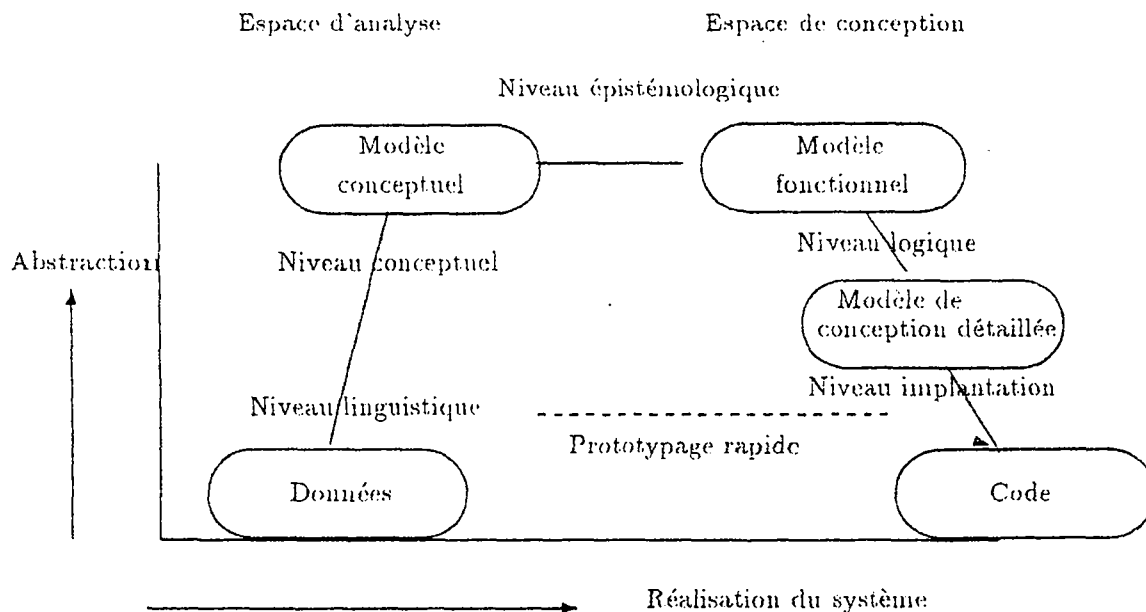 Espace d'analyse
Espace de conception
Niveau épistémologique
Modèle
conceptuel
Modèle
fonctionnel
Abstraction
Niveau conceptuel
Niveau logique
Modèle de
conception détaillée
Niveau linguistique
Niveau implantation
Prototypage rapide
Données
Code
Réalisation du système